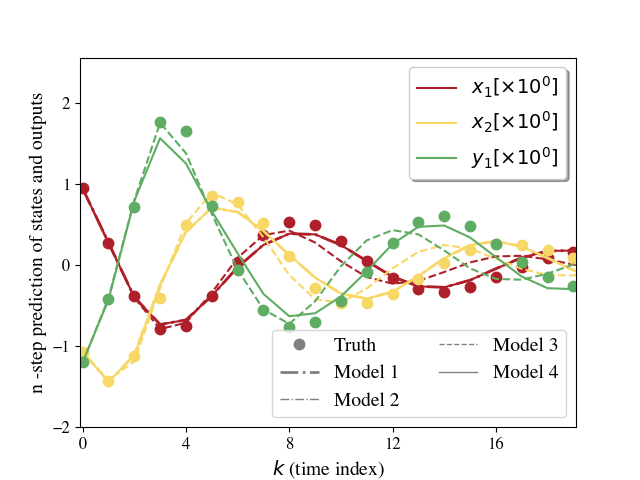 n -step prediction of states and outputs
2
1
0
−1
−2
x₁[×10⁰]
x₂[×10⁰]
y₁[×10⁰]
Truth
Model 1
Model 2
Model 3
Model 4
0 4 8 12 16
k (time index)